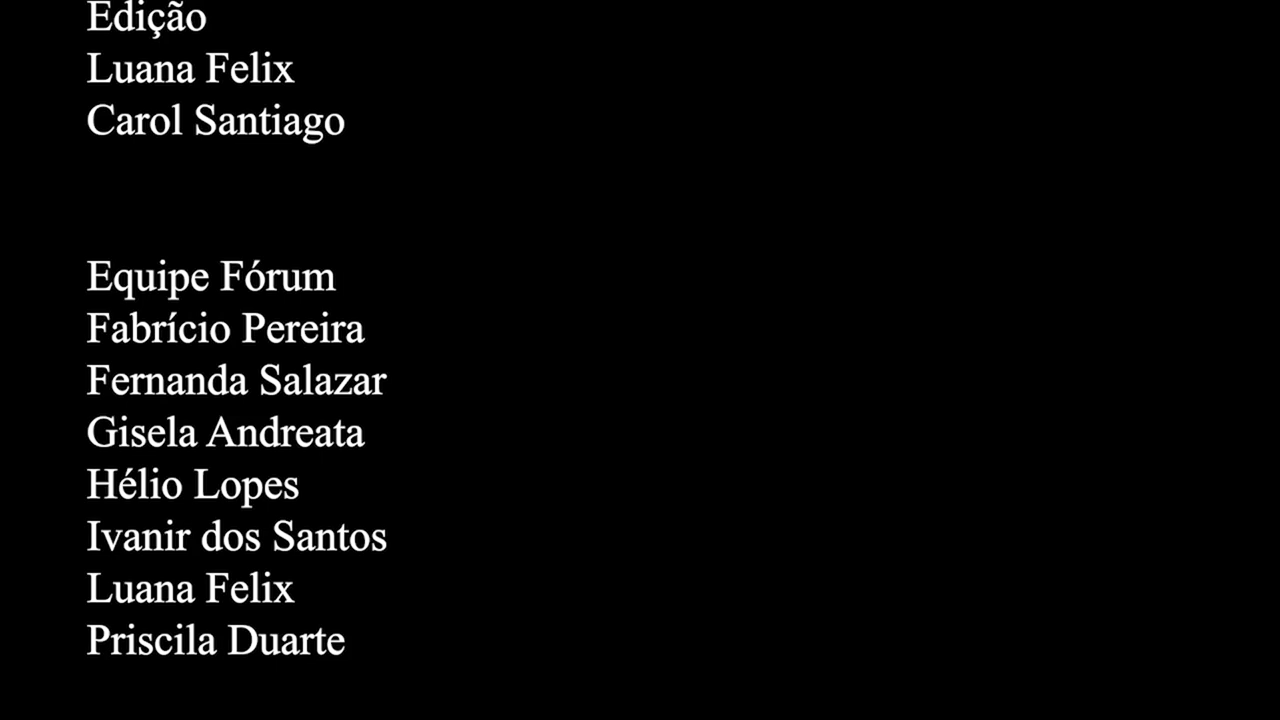 Edição
Luana Felix
Carol Santiago
Equipe Fórum
Fabrício Pereira
Fernanda Salazar
Gisela Andreata
Hélio Lopes
Ivanir dos Santos
Luana Felix
Priscila Duarte